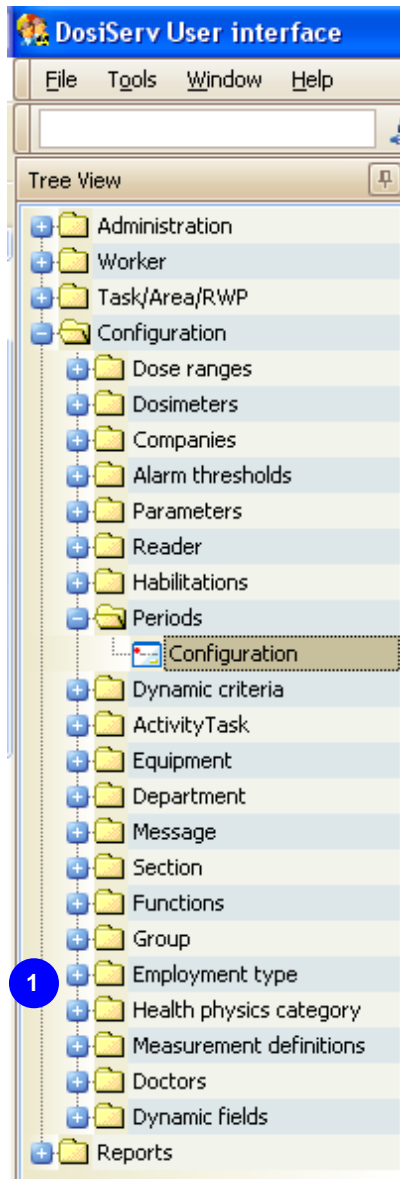 DosiServ User interface
File Tools Window Help
Tree View
Administration
Worker
Task/Area/RWP
Configuration
Dose ranges
Dosimeters
Companies
Alarm thresholds
Parameters
Reader
Habilitations
Periods
Configuration
Dynamic criteria
ActivityTask
Equipment
Department
Message
Section
Functions
Group
1 Employment type
Health physics category
Measurement definitions
Doctors
Dynamic fields
Reports